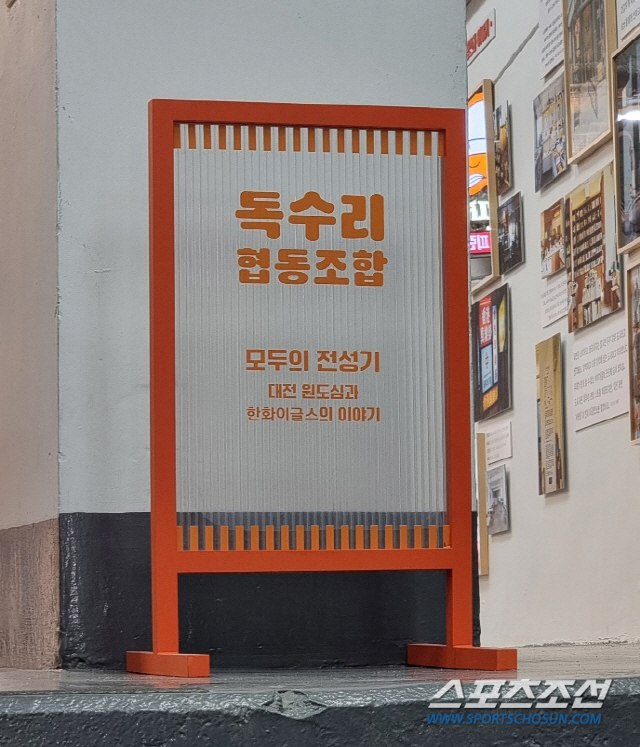 독수리
협동조합
모두의 전성기
대전 원도심과
한화이글스의 이야기
스포츠조선
WWW.SPORTSCHOSUN.COM